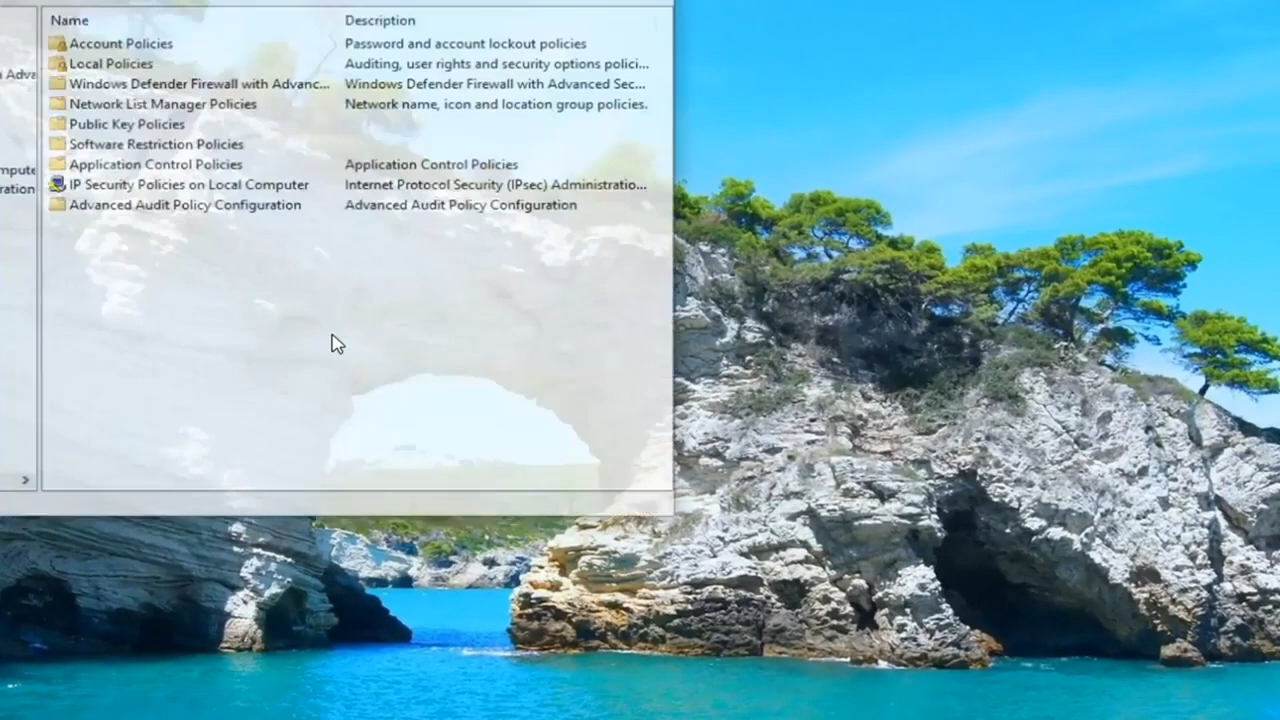 Name Description
Account Policies Password and account lockout policies
Local Policies Auditing, user rights and security options polici...
Windows Defender Firewall with Advanc... Windows Defender Firewall with Advanced Sec...
Network List Manager Policies Network name, icon and location group policies.
Public Key Policies
Software Restriction Policies
Application Control Policies Application Control Policies
IP Security Policies on Local Computer Internet Protocol Security (IPsec) Administratio...
Advanced Audit Policy Configuration Advanced Audit Policy Configuration